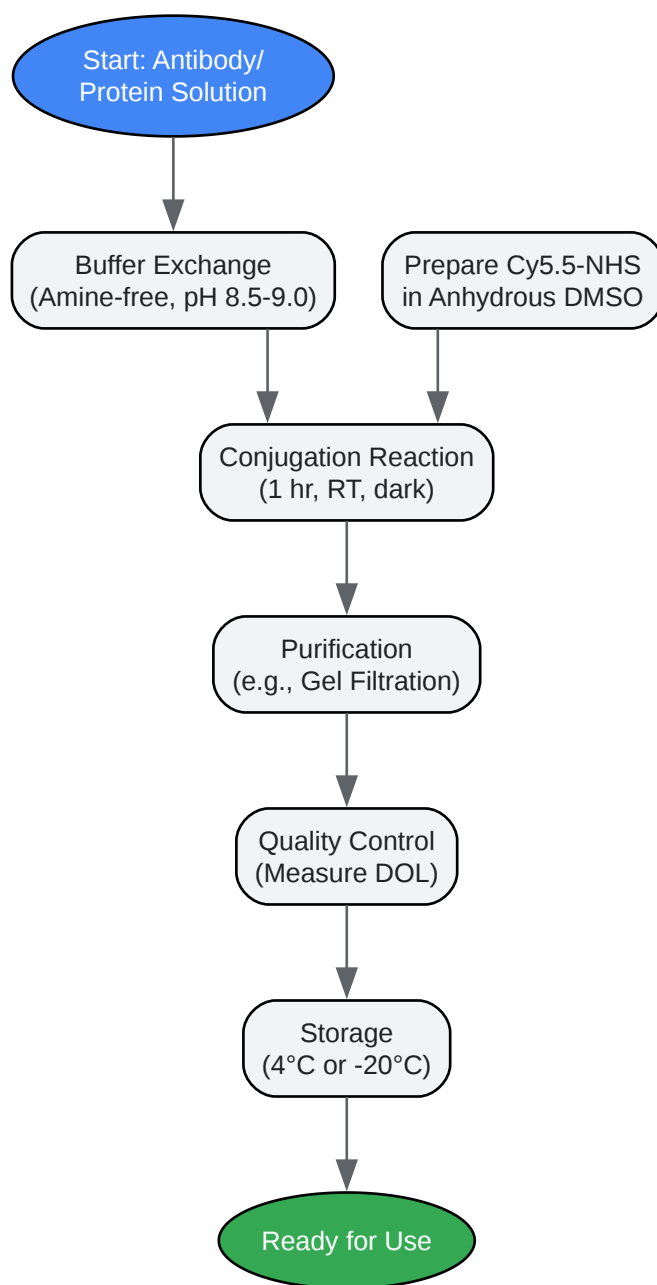 Start: Antibody/
Protein Solution
Buffer Exchange
(Amine-free, pH 8.5-9.0)
Prepare Cy5.5-NHS
in Anhydrous DMSO
Conjugation Reaction
(1 hr, RT, dark)
Purification
(e.g., Gel Filtration)
Quality Control
(Measure DOL)
Storage
(4°C or -20°C)
Ready for Use